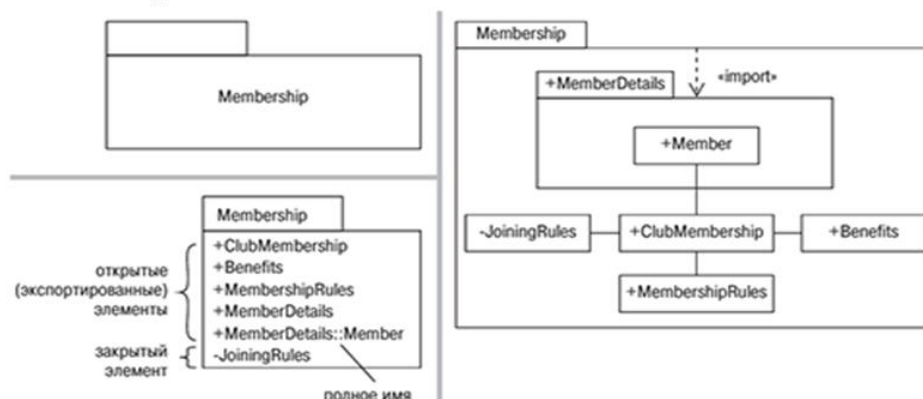 Membership
Membership
+ClubMembership
+Benefits
+MembershipRules
+MemberDetails
+MemberDetails::Member
-JoiningRules
открытые
(экспортированные)
элементы
закрытый
элемент
полное имя
Membership
«import»
+MemberDetails
+Member
-JoiningRules
+ClubMembership
+Benefits
+MembershipRules